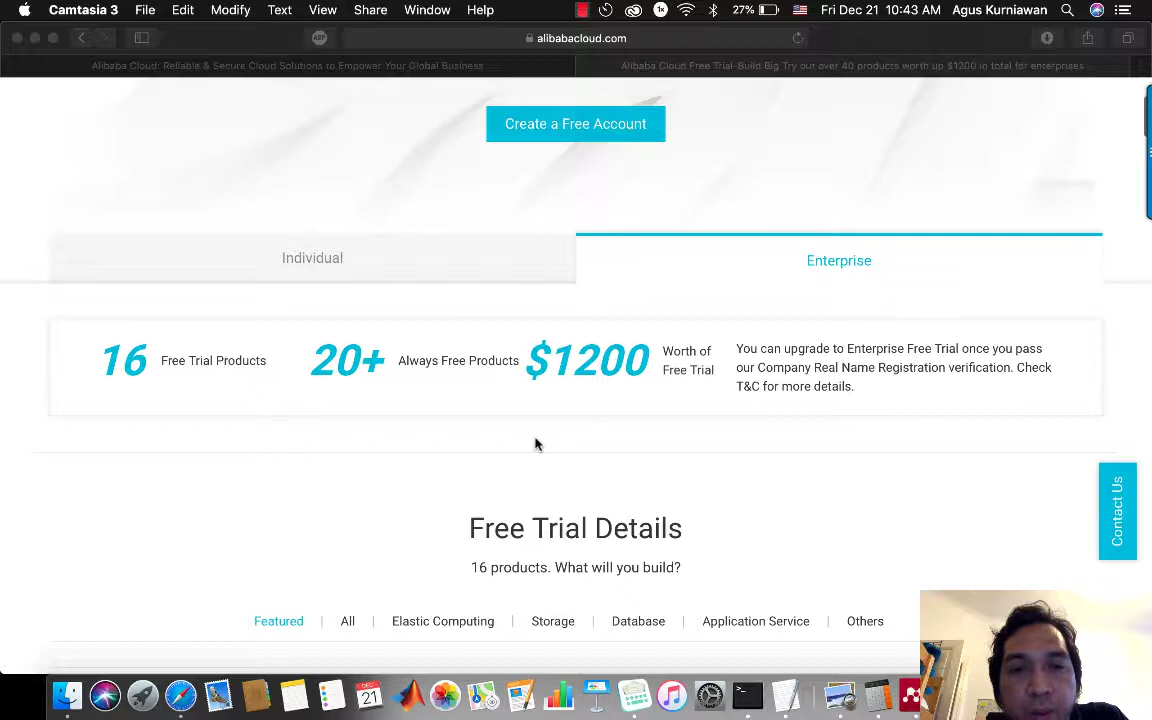 Camtasia 3 File Edit Modify Text View Share Window Help 1x 27% Fri Dec 21 10:43 AM Agus Kurniawan
ABP alibabacloud.com
Alibaba Cloud: Reliable & Secure Cloud Solutions to Empower Your Global Business Alibaba Cloud Free Trial-Build Big Try out over 40 products worth up $1200 in total for enterprises
Create a Free Account
Individual Enterprise
16 Free Trial Products 20+ Always Free Products $1200 Worth of Free Trial
You can upgrade to Enterprise Free Trial once you pass
our Company Real Name Registration verification. Check
T&C for more details.
Contact Us
Free Trial Details
16 products. What will you build?
Featured | All | Elastic Computing | Storage | Database | Application Service | Others
DEC
21